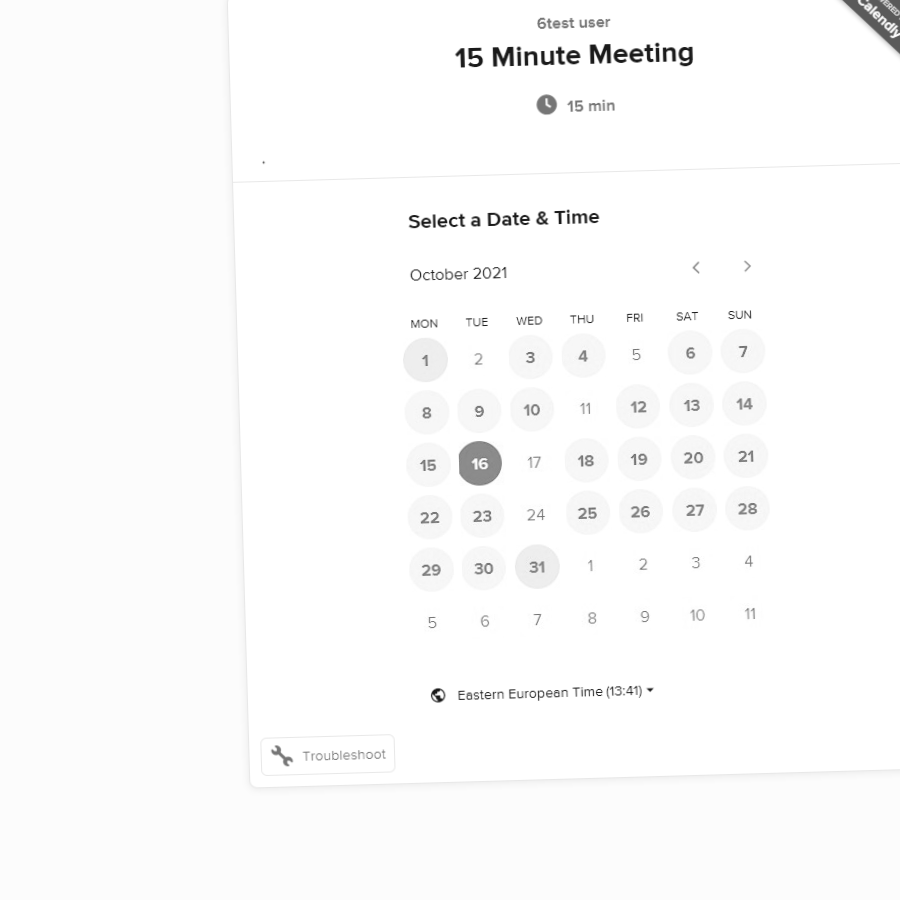 6test user
15 Minute Meeting
15 min
.
Calendly
Select a Date & Time
October 2021
MON TUE WED THU FRI SAT SUN
1 2 3 4 5 6 7
8 9 10 11 12 13 14
15 16 17 18 19 20 21
22 23 24 25 26 27 28
29 30 31 1 2 3 4
5 6 7 8 9 10 11
Eastern European Time (13:41)
Troubleshoot